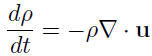 dρ/dt = −ρ∇ · **u**